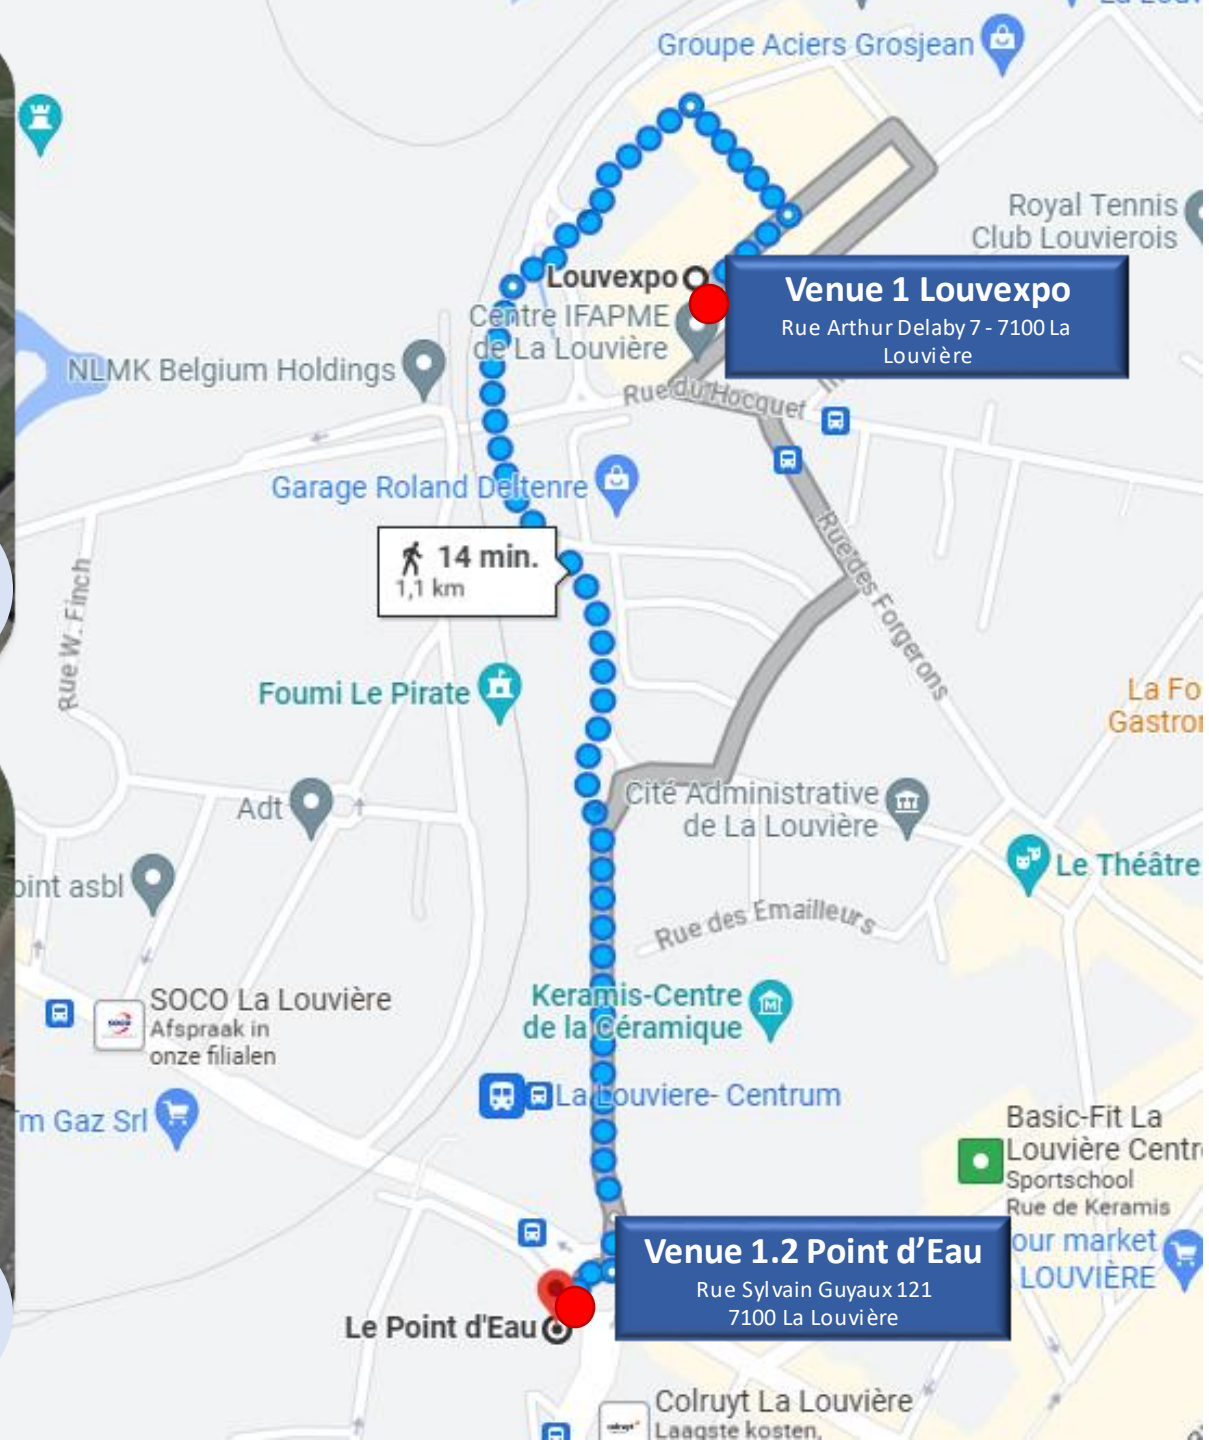 Groupe Aciers Grosjean
Royal Tennis
Club Louvierois
Louvexpo
Venue 1 Louvexpo
Rue Arthur Delaby 7 - 7100 La
Louvière
Centre IFAPME
de La Louvière
NLMK Belgium Holdings
Rue du Hocquet
Garage Roland Deltenre
14 min.
1,1 km
Rue des Forgerons
Rue W. Finch
Foumi Le Pirate
La Fo
Gastro
Adt
Cité Administrative
de La Louvière
Le Théâtre
oint asbl
Rue des Emailleurs
SOCO La Louvière
Afspraak in
onze filialen
Keramis-Centre
de la Céramique
La Louviere- Centrum
m Gaz Srl
Basic-Fit La
Louvière Centr
Sportschool
Rue de Keramis
our market
LOUVIÈRE
Venue 1.2 Point d’Eau
Rue Sylvain Guyaux 121
7100 La Louvière
Le Point d'Eau
Colruyt La Louvière
Laagste kosten,